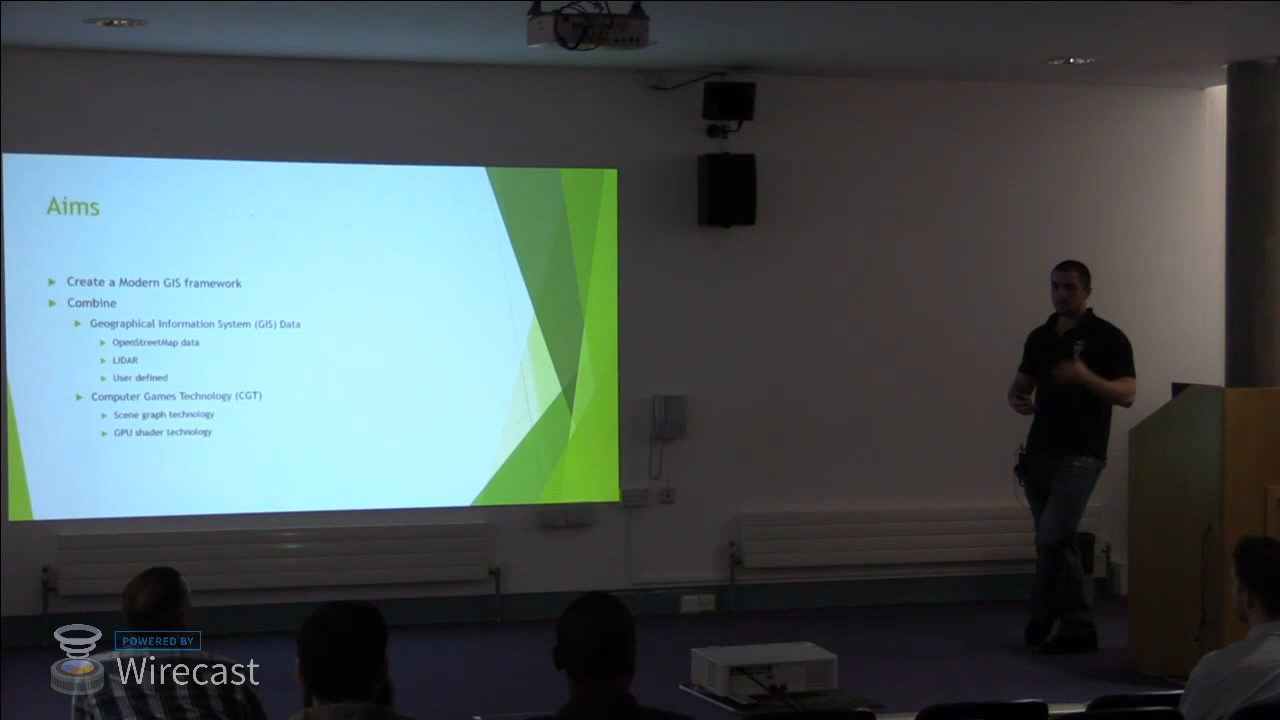 Aims
Create a Modern GIS framework
Combine
Geographical Information System (GIS) Data
OpenStreetMap data
LIDAR
User defined
Computer Games Technology (CGT)
Scene graph technology
GPU shader technology
POWERED BY
Wirecast